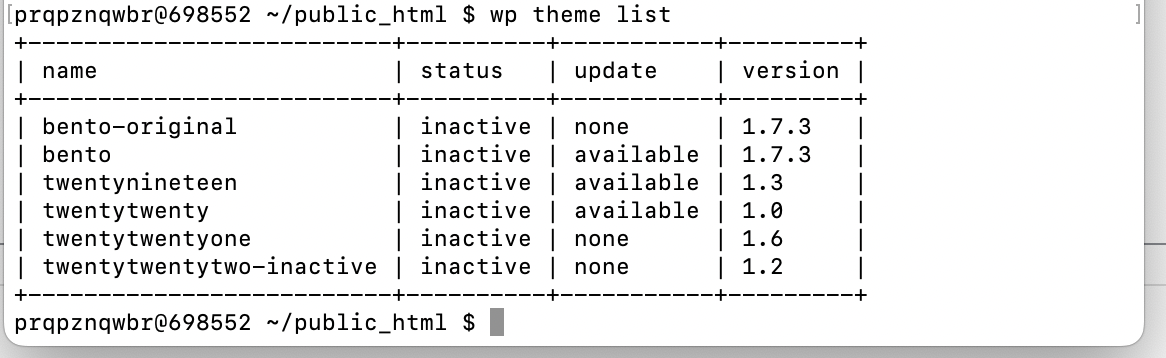 [prqpznqwbr@698552 ~/public_html $ wp theme list ]
+--------------------------+----------+-----------+---------+
| name                     | status   | update    | version |
+--------------------------+----------+-----------+---------+
| bento-original           | inactive | none      | 1.7.3   |
| bento                    | inactive | available | 1.7.3   |
| twentynineteen           | inactive | available | 1.3     |
| twentytwenty             | inactive | available | 1.0     |
| twentytwentyone          | inactive | none      | 1.6     |
| twentytwentytwo-inactive | inactive | none      | 1.2     |
+--------------------------+----------+-----------+---------+
prqpznqwbr@698552 ~/public_html $